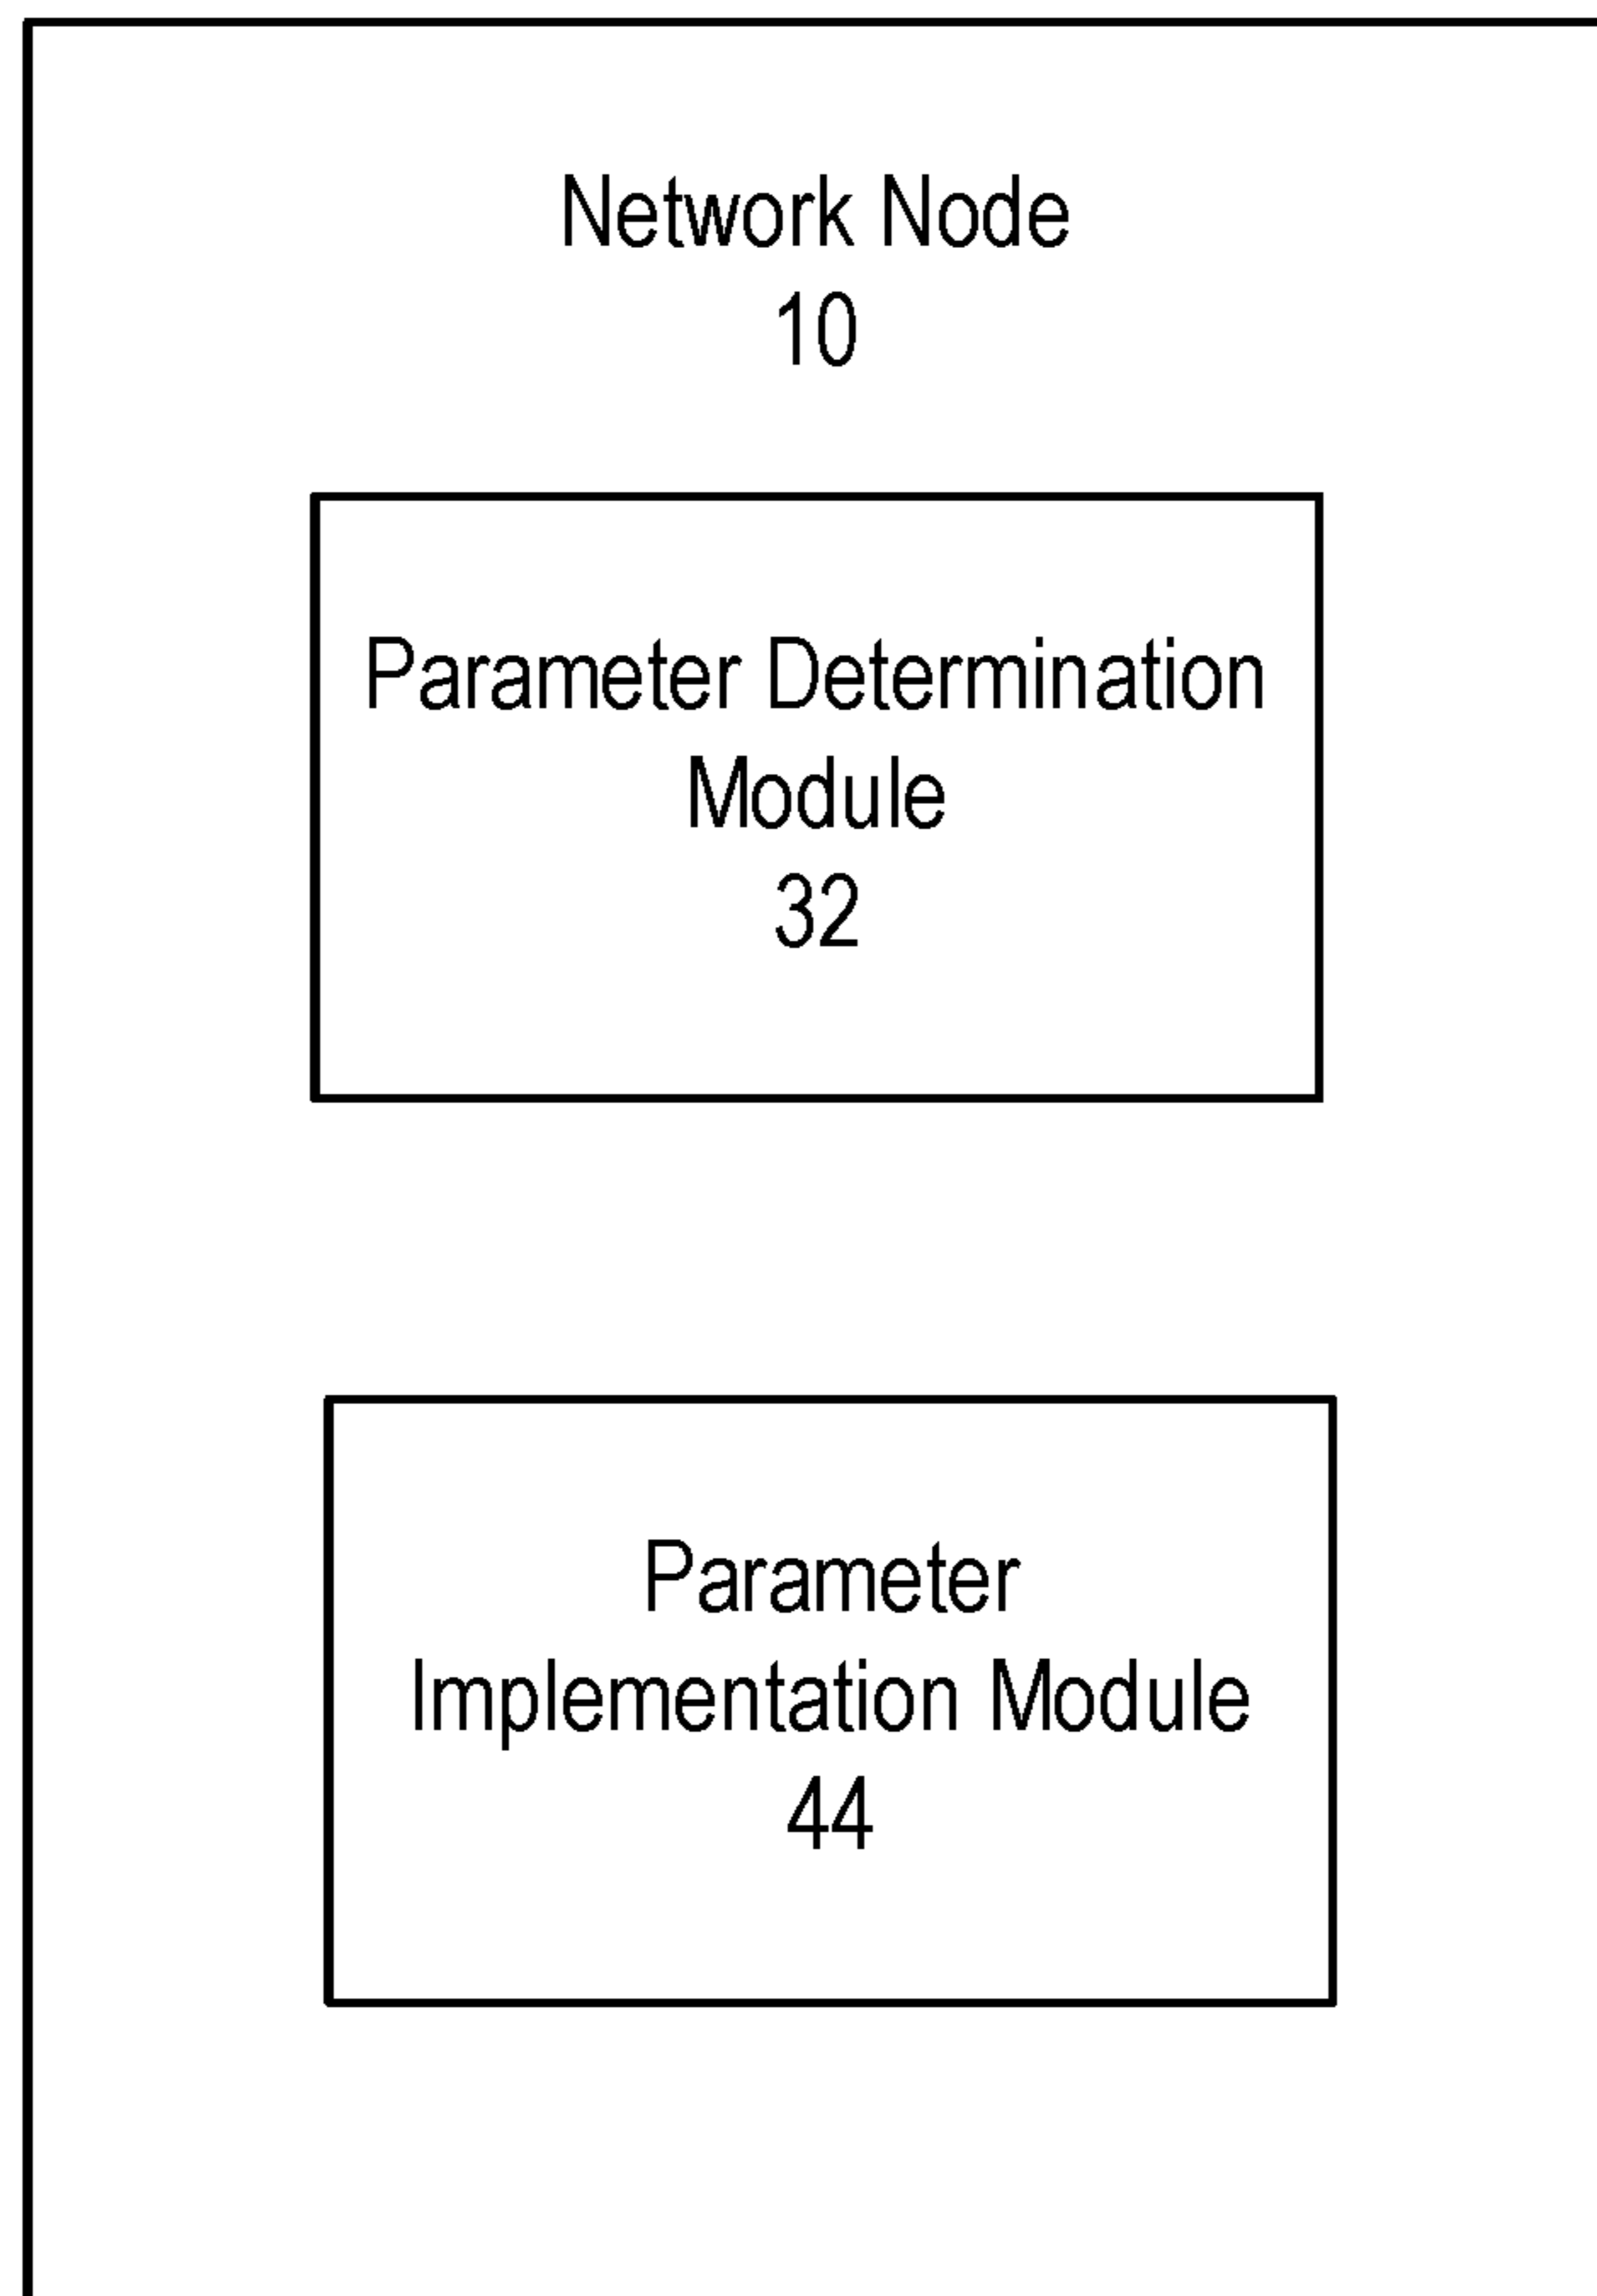 Network Node
10
Parameter Determination
Module
32
Parameter
Implementation Module
44